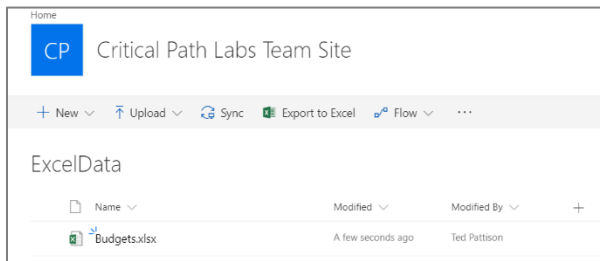 Home
CP Critical Path Labs Team Site
New Upload Sync Export to Excel Flow ...
ExcelData
Name Modified Modified By
Budgets.xlsx A few seconds ago Ted Pattison